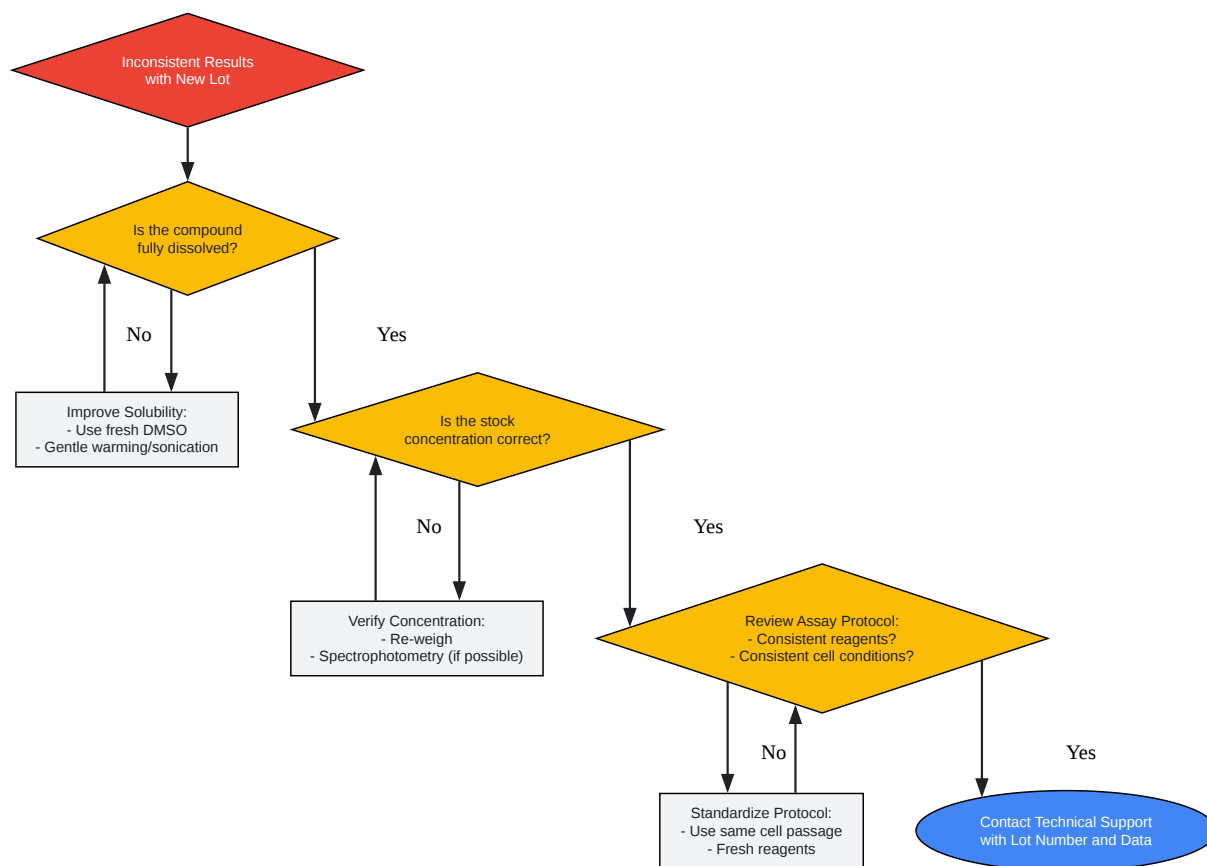 Inconsistent Results
with New Lot
Is the compound
fully dissolved?
No
Yes
Improve Solubility:
- Use fresh DMSO
- Gentle warming/sonication
Is the stock
concentration correct?
No
Yes
Verify Concentration:
- Re-weigh
- Spectrophotometry (if possible)
Review Assay Protocol:
- Consistent reagents?
- Consistent cell conditions?
No
Yes
Standardize Protocol:
- Use same cell passage
- Fresh reagents
Contact Technical Support
with Lot Number and Data